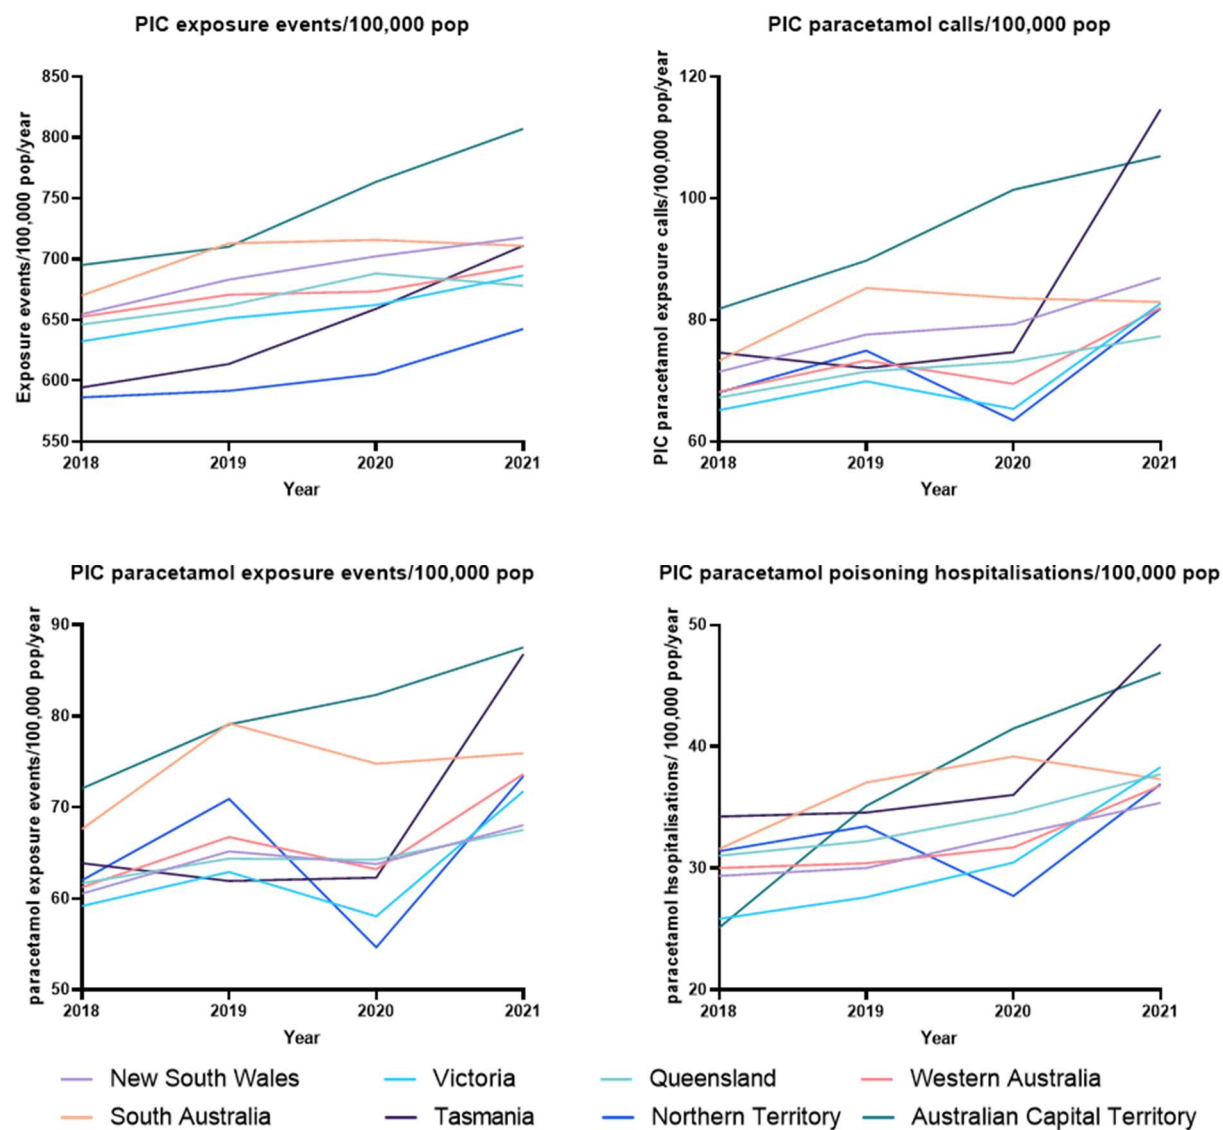 PIC exposure events/100,000 pop
Exposure events/100,000 pop/year
850
800
750
700
650
600
550
2018 2019 2020 2021
Year
PIC paracetamol calls/100,000 pop
PIC paracetamol expsoure calls/100,000 pop/year
120
100
80
60
2018 2019 2020 2021
Year
PIC paracetamol exposure events/100,000 pop
paracetamol exposure events/100,000 pop/year
90
80
70
60
50
2018 2019 2020 2021
Year
PIC paracetamol poisoning hospitalisations/100,000 pop
paracetamol hsopitalisations/ 100,000 pop/year
50
40
30
20
2018 2019 2020 2021
Year
New South Wales Victoria Queensland Western Australia
South Australia Tasmania Northern Territory Australian Capital Territory